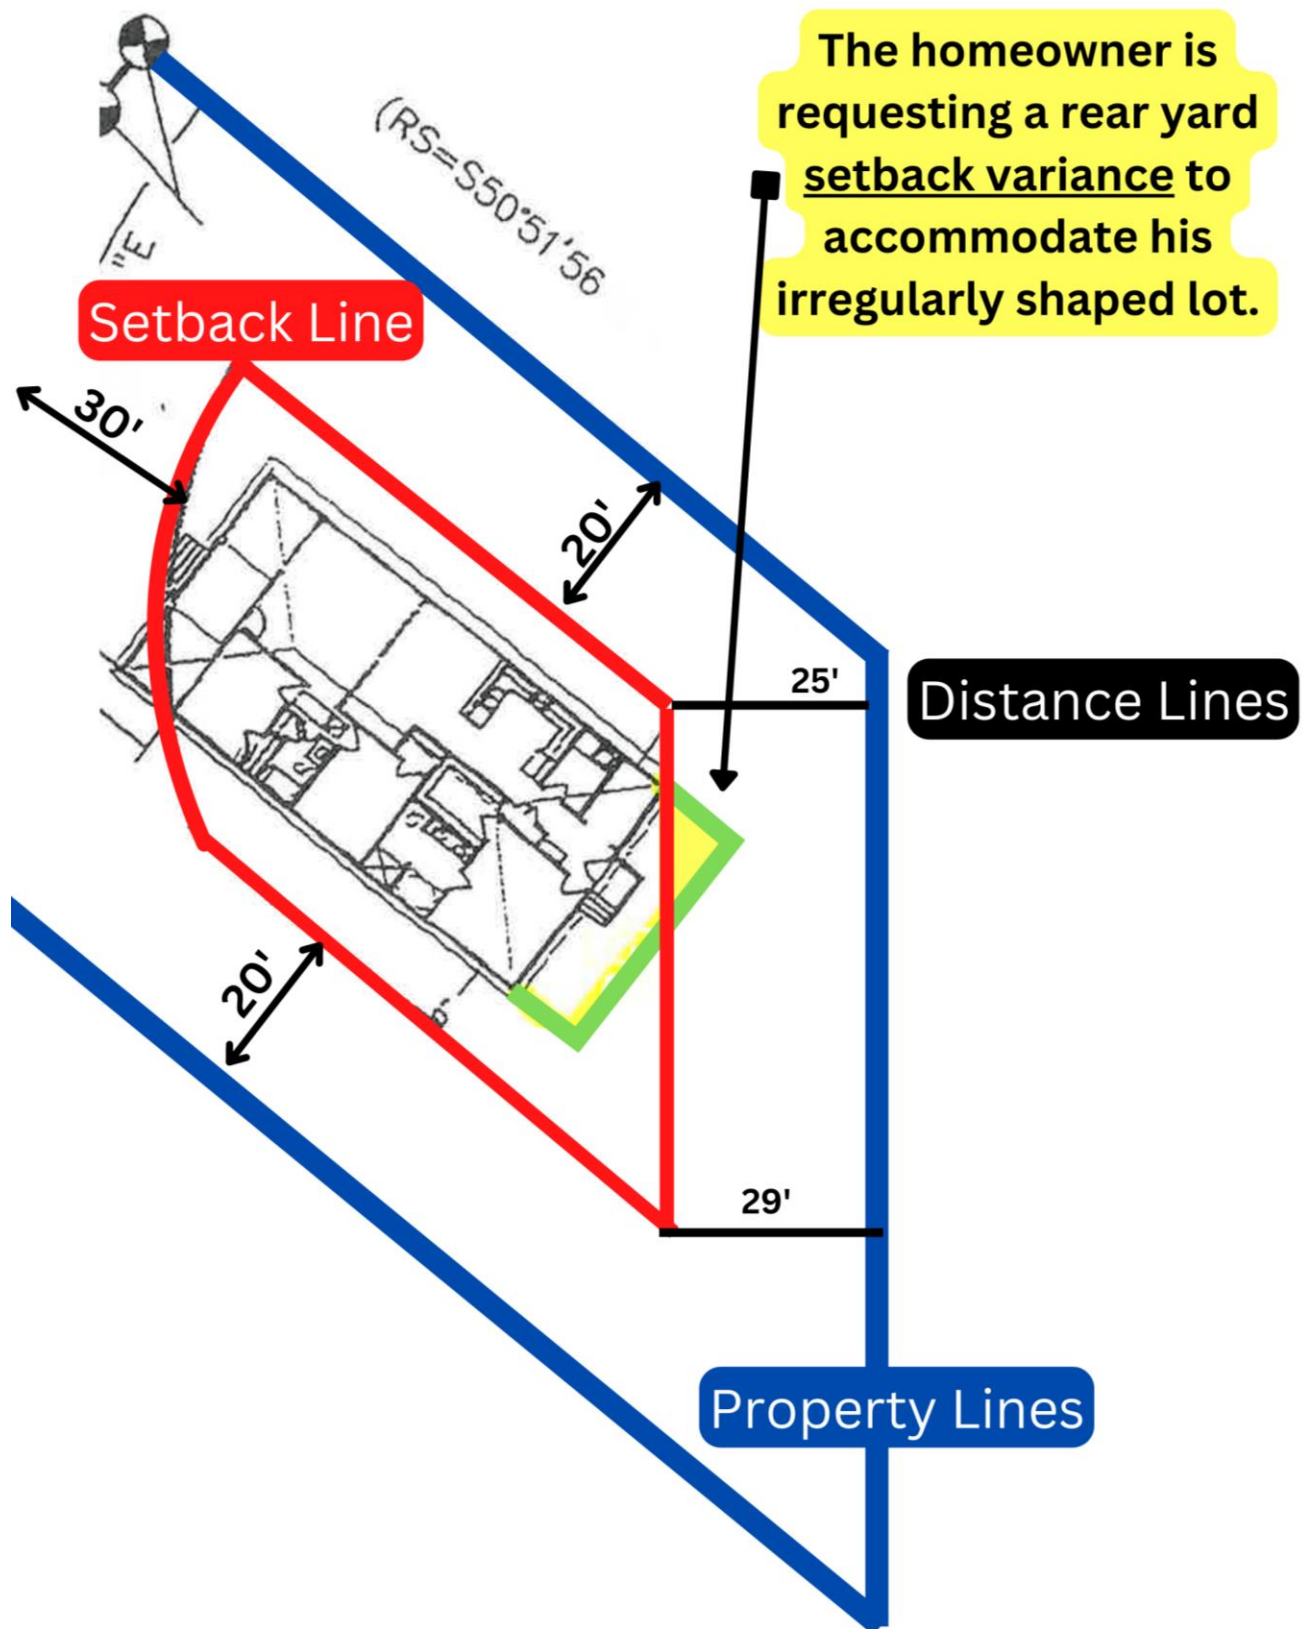 The homeowner is
requesting a rear yard
setback variance to
accommodate his
irregularly shaped lot.
(RS=S50°51'56
"E
Setback Line
30'
20'
25'
Distance Lines
20'
29'
Property Lines